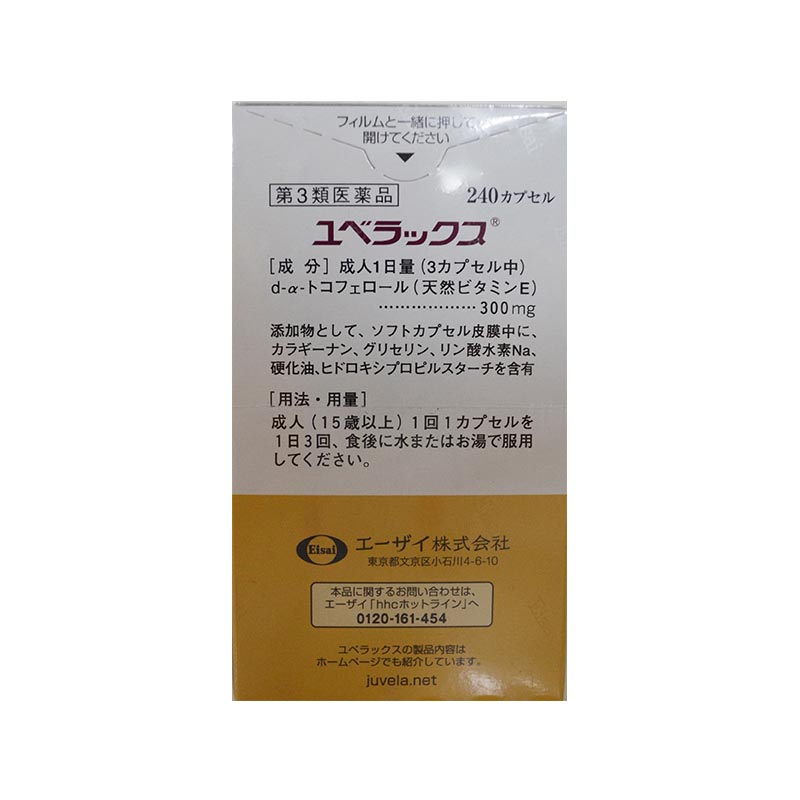 フィルムと一緒に押して
開けてください
第3類医薬品
240カプセル
ユベラックス®
[成 分] 成人1日量(3カプセル中)
d-α-トコフェロール(天然ビタミンE)
………………300mg
添加物として、ソフトカプセル皮膜中に、
カラギーナン、グリセリン、リン酸水素Na、
硬化油、ヒドロキシプロピルスターチを含有
[用法・用量]
成人(15歳以上)1回1カプセルを
1日3回、食後に水またはお湯で服用
してください。
Eisai エーザイ株式会社
東京都文京区小石川4-6-10
本品に関するお問い合わせは、
エーザイ「hhcホットライン」へ
0120-161-454
ユベラックスの製品内容は
ホームページでも紹介しています。
juvela.net